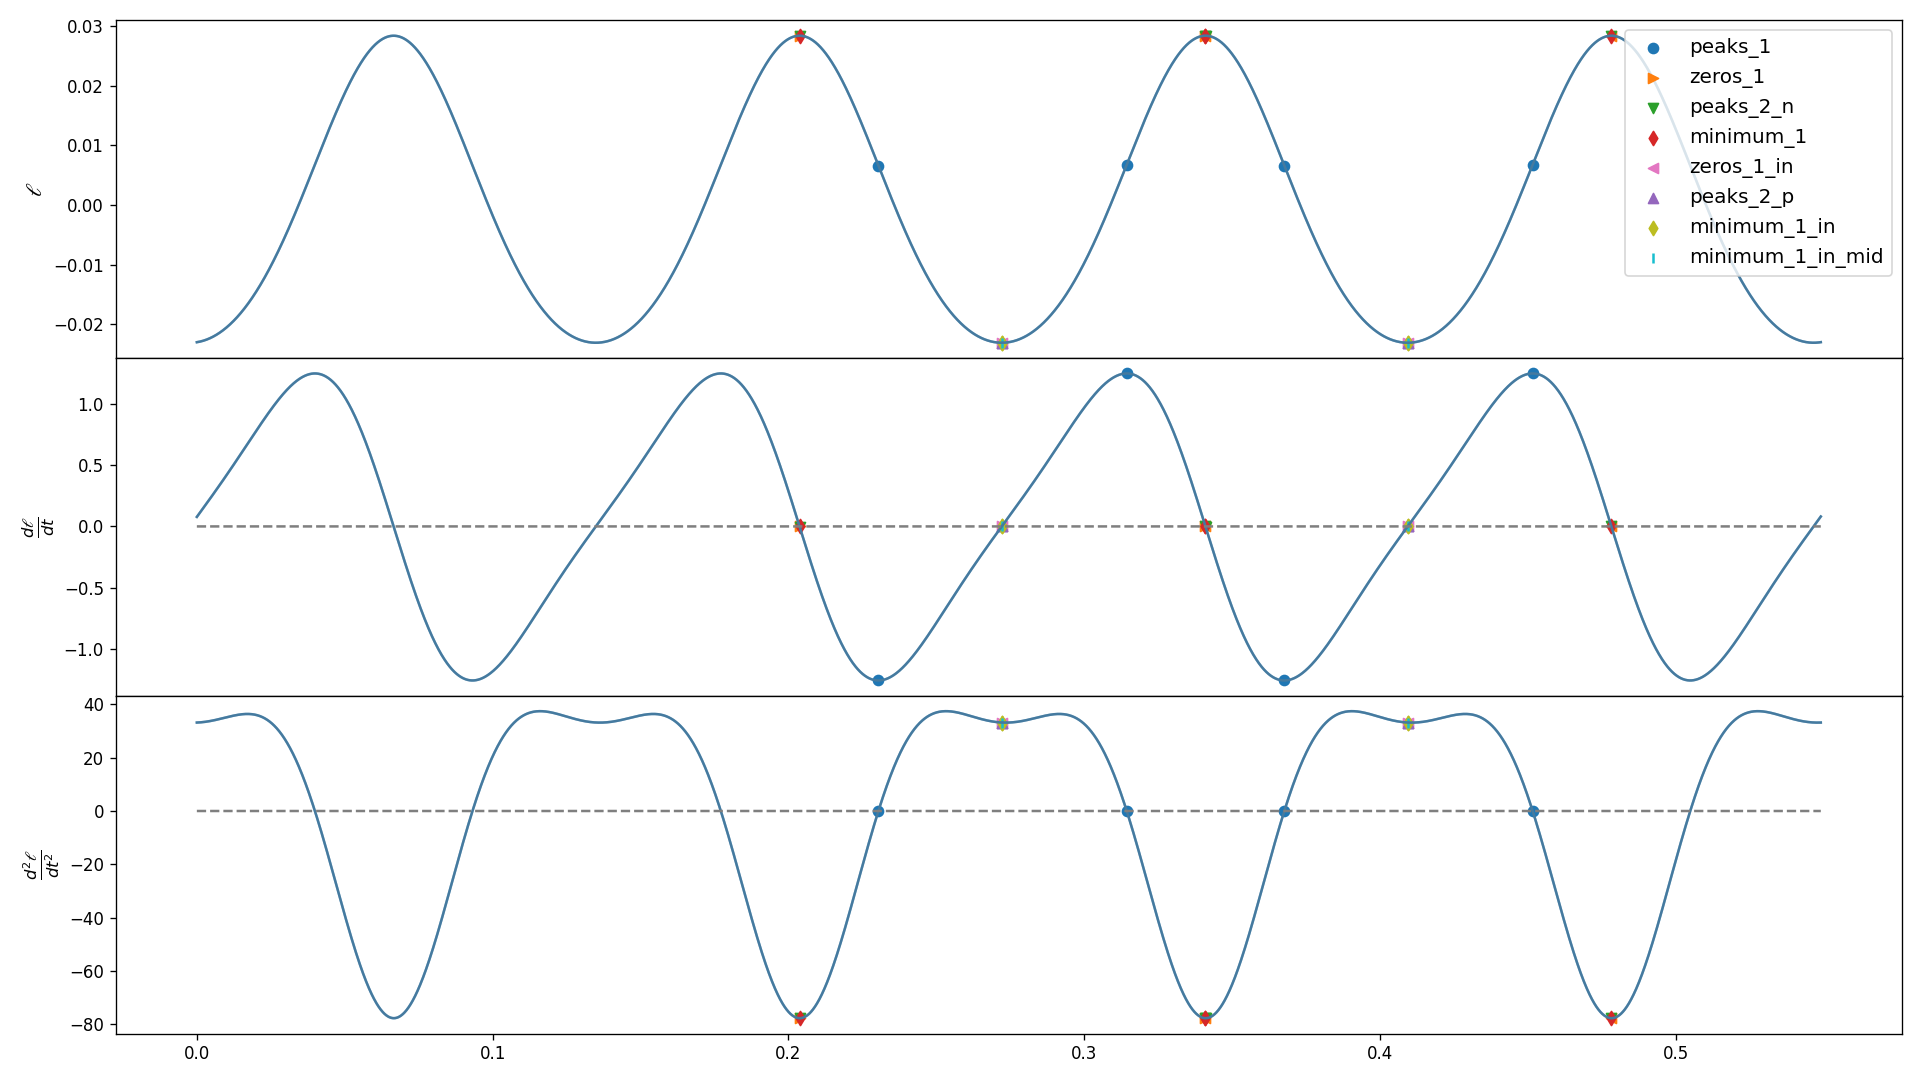 0.03
0.02
0.01
0.00
−0.01
−0.02
ℓ
peaks_1
zeros_1
peaks_2_n
minimum_1
zeros_1_in
peaks_2_p
minimum_1_in
minimum_1_in_mid
1.0
0.5
0.0
−0.5
−1.0
dℓ
dt
40
20
0
−20
−40
−60
−80
d²ℓ
dt²
0.0 0.1 0.2 0.3 0.4 0.5